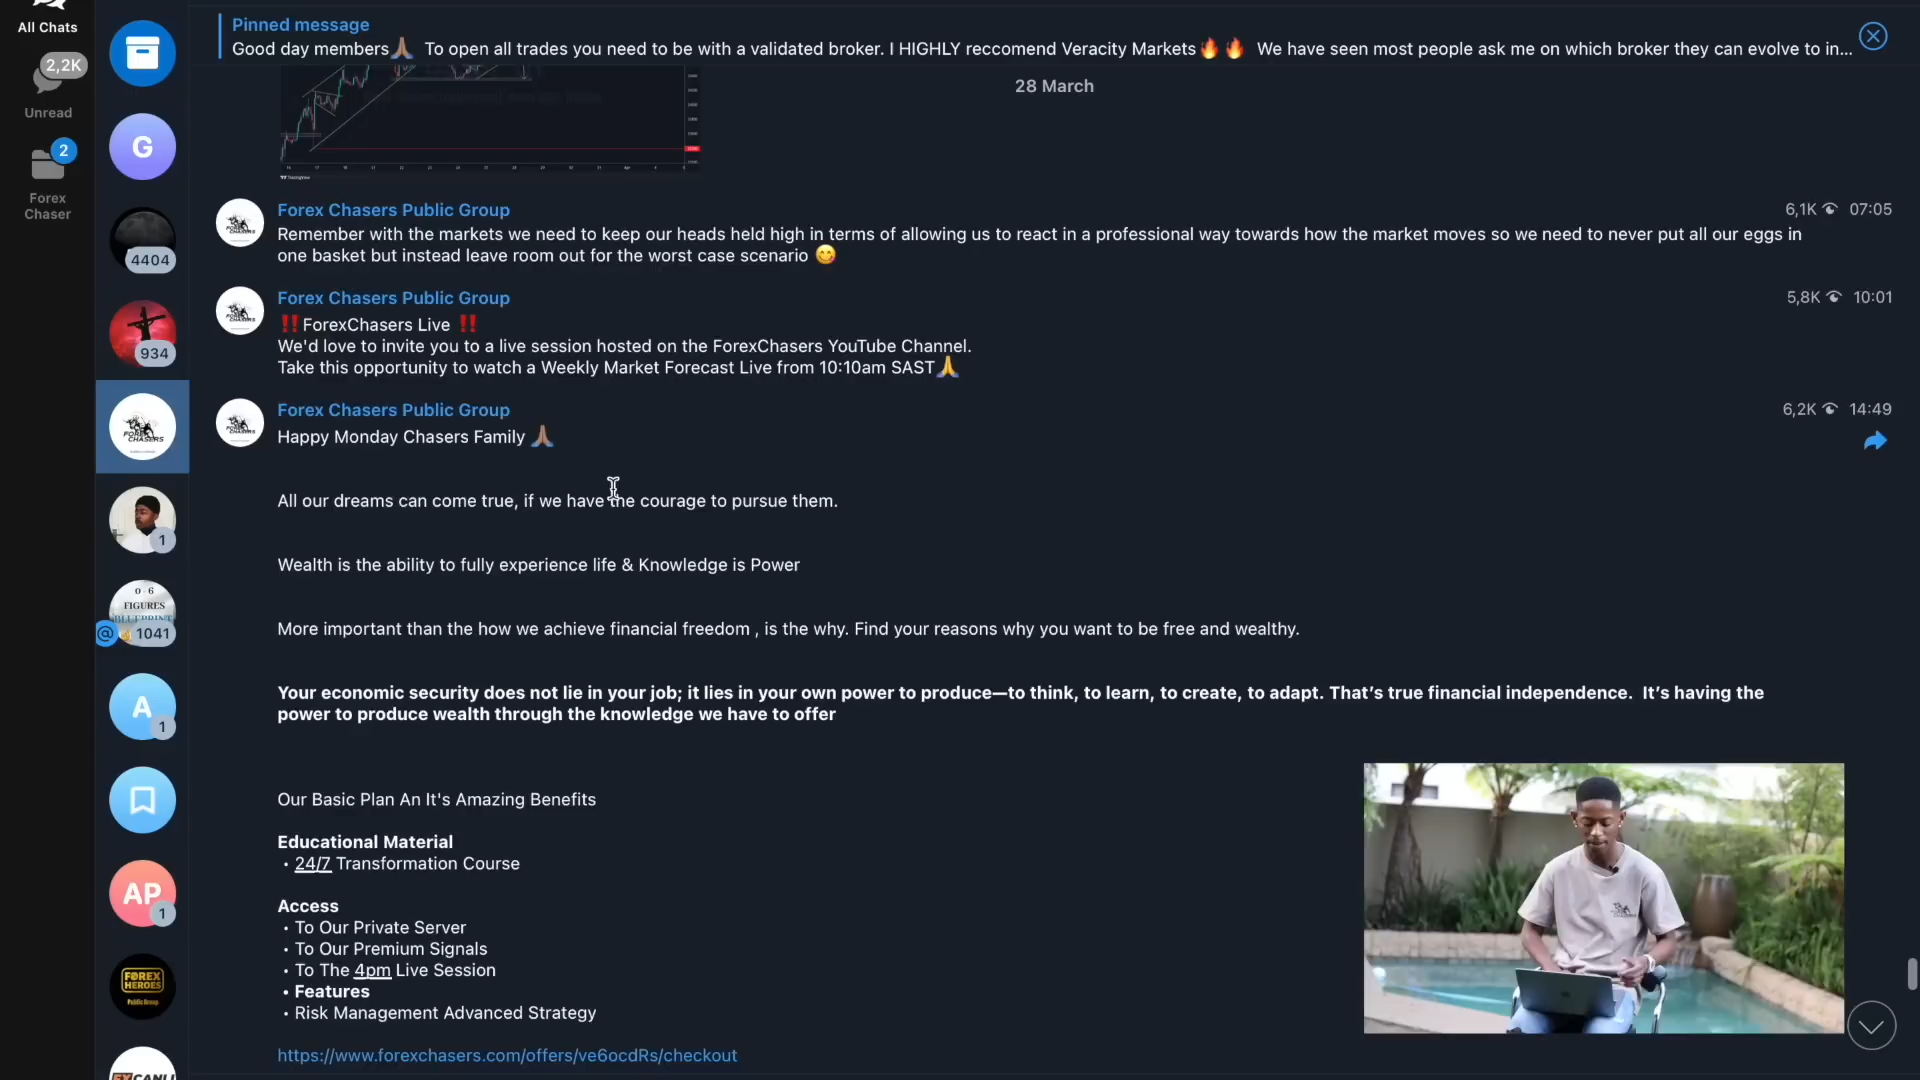 All Chats
2,2K
Unread
2
Forex
Chaser
G
4404
934
FOREX
CHASERS
1
0 - 6
FIGURES
BLUEPRINT
@
1041
A
1
AP
1
FOREX
HEROES
Public Group
Pinned message
Good day members🙏🏽 To open all trades you need to be with a validated broker. I HIGHLY reccomend Veracity Markets🔥🔥 We have seen most people ask me on which broker they can evolve to in...
28 March
TradingView
Forex Chasers Public Group
6,1K 07:05
Remember with the markets we need to keep our heads held high in terms of allowing us to react in a professional way towards how the market moves so we need to never put all our eggs in
one basket but instead leave room out for the worst case scenario 😋
Forex Chasers Public Group
5,8K 10:01
‼️ForexChasers Live ‼️
We'd love to invite you to a live session hosted on the ForexChasers YouTube Channel.
Take this opportunity to watch a Weekly Market Forecast Live from 10:10am SAST🙏
Forex Chasers Public Group
6,2K 14:49
Happy Monday Chasers Family 🙏🏽
All our dreams can come true, if we have the courage to pursue them.
Wealth is the ability to fully experience life & Knowledge is Power
More important than the how we achieve financial freedom , is the why. Find your reasons why you want to be free and wealthy.
Your economic security does not lie in your job; it lies in your own power to produce—to think, to learn, to create, to adapt. That's true financial independence.  It's having the
power to produce wealth through the knowledge we have to offer
Our Basic Plan An It's Amazing Benefits
Educational Material
• 24/7 Transformation Course
Access
• To Our Private Server
• To Our Premium Signals
• To The 4pm Live Session
• Features
• Risk Management Advanced Strategy
https://www.forexchasers.com/offers/ve6ocdRs/checkout